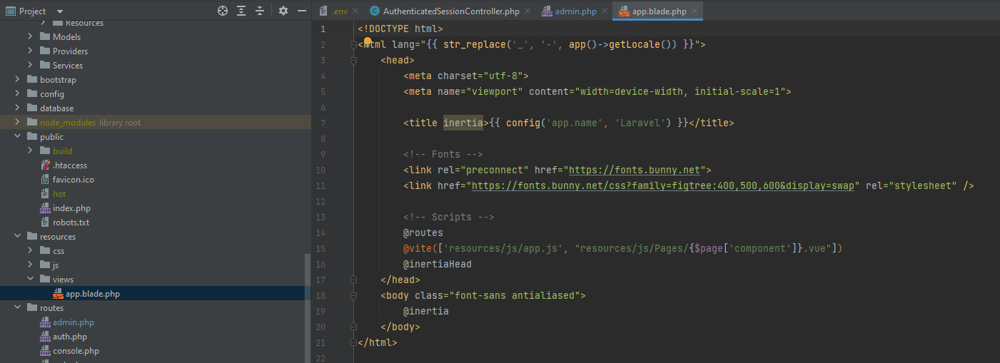 Project
Resources
Models
Providers
Services
bootstrap
config
database
node_modules library root
public
build
.htaccess
favicon.ico
hot
index.php
robots.txt
resources
css
js
views
app.blade.php
routes
admin.php
auth.php
console.php
.env AuthenticatedSessionController.php admin.php app.blade.php
1 <!DOCTYPE html>
2 <html lang="{{ str_replace('_', '-', app()->getLocale()) }}">
3 <head>
4 <meta charset="utf-8">
5 <meta name="viewport" content="width=device-width, initial-scale=1">
6
7 <title inertia>{{ config('app.name', 'Laravel') }}</title>
8
9 <!-- Fonts -->
10 <link rel="preconnect" href="https://fonts.bunny.net">
11 <link href="https://fonts.bunny.net/css?family=figtree:400,500,600&display=swap" rel="stylesheet" />
12
13 <!-- Scripts -->
14 @routes
15 @vite(['resources/js/app.js', "resources/js/Pages/{$page['component']}.vue"])
16 @inertiaHead
17 </head>
18 <body class="font-sans antialiased">
19 @inertia
20 </body>
21 </html>
22